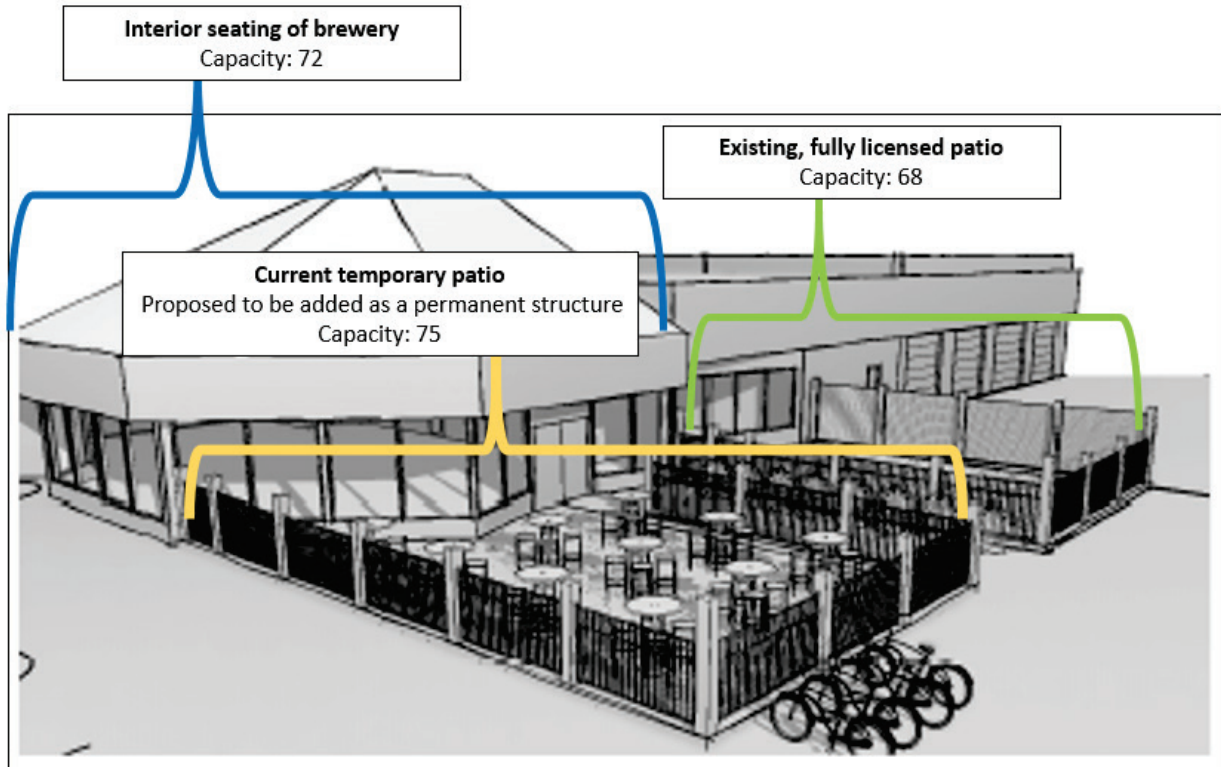 Interior seating of brewery
Capacity: 72
Existing, fully licensed patio
Capacity: 68
Current temporary patio
Proposed to be added as a permanent structure
Capacity: 75